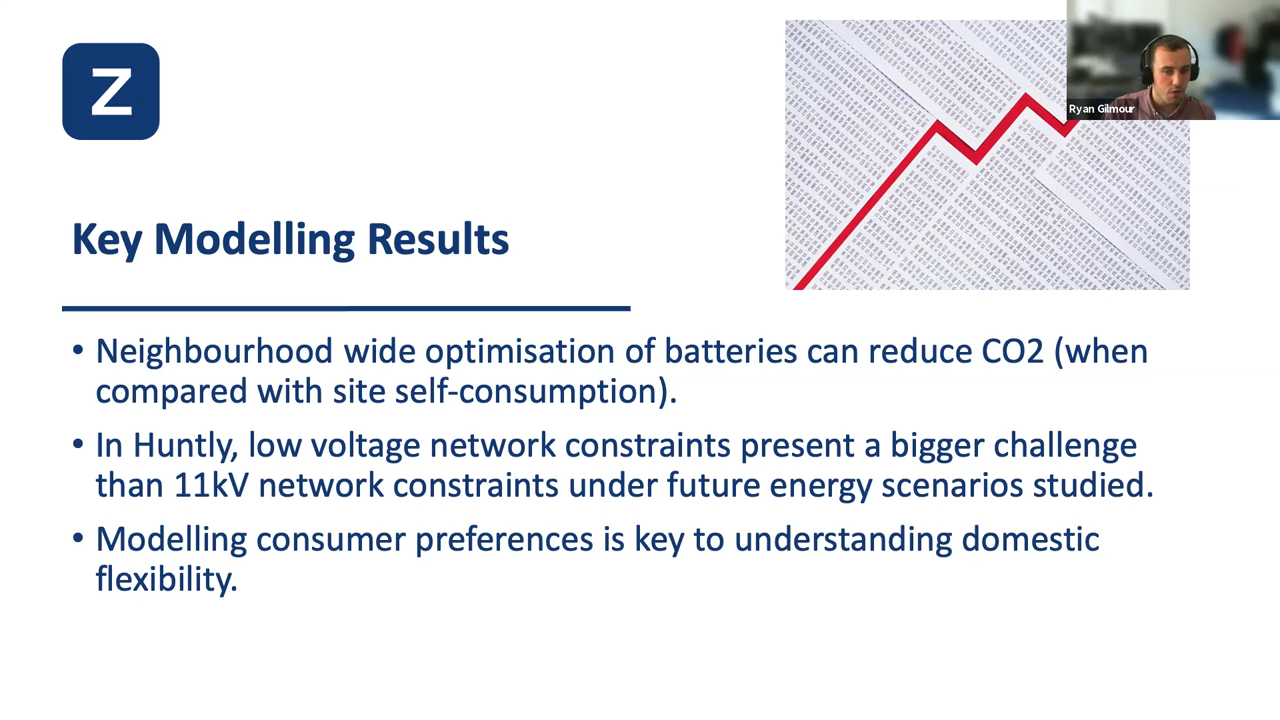 Z
Ryan Gilmour
Key Modelling Results
• Neighbourhood wide optimisation of batteries can reduce CO2 (when
compared with site self-consumption).
• In Huntly, low voltage network constraints present a bigger challenge
than 11kV network constraints under future energy scenarios studied.
• Modelling consumer preferences is key to understanding domestic
flexibility.